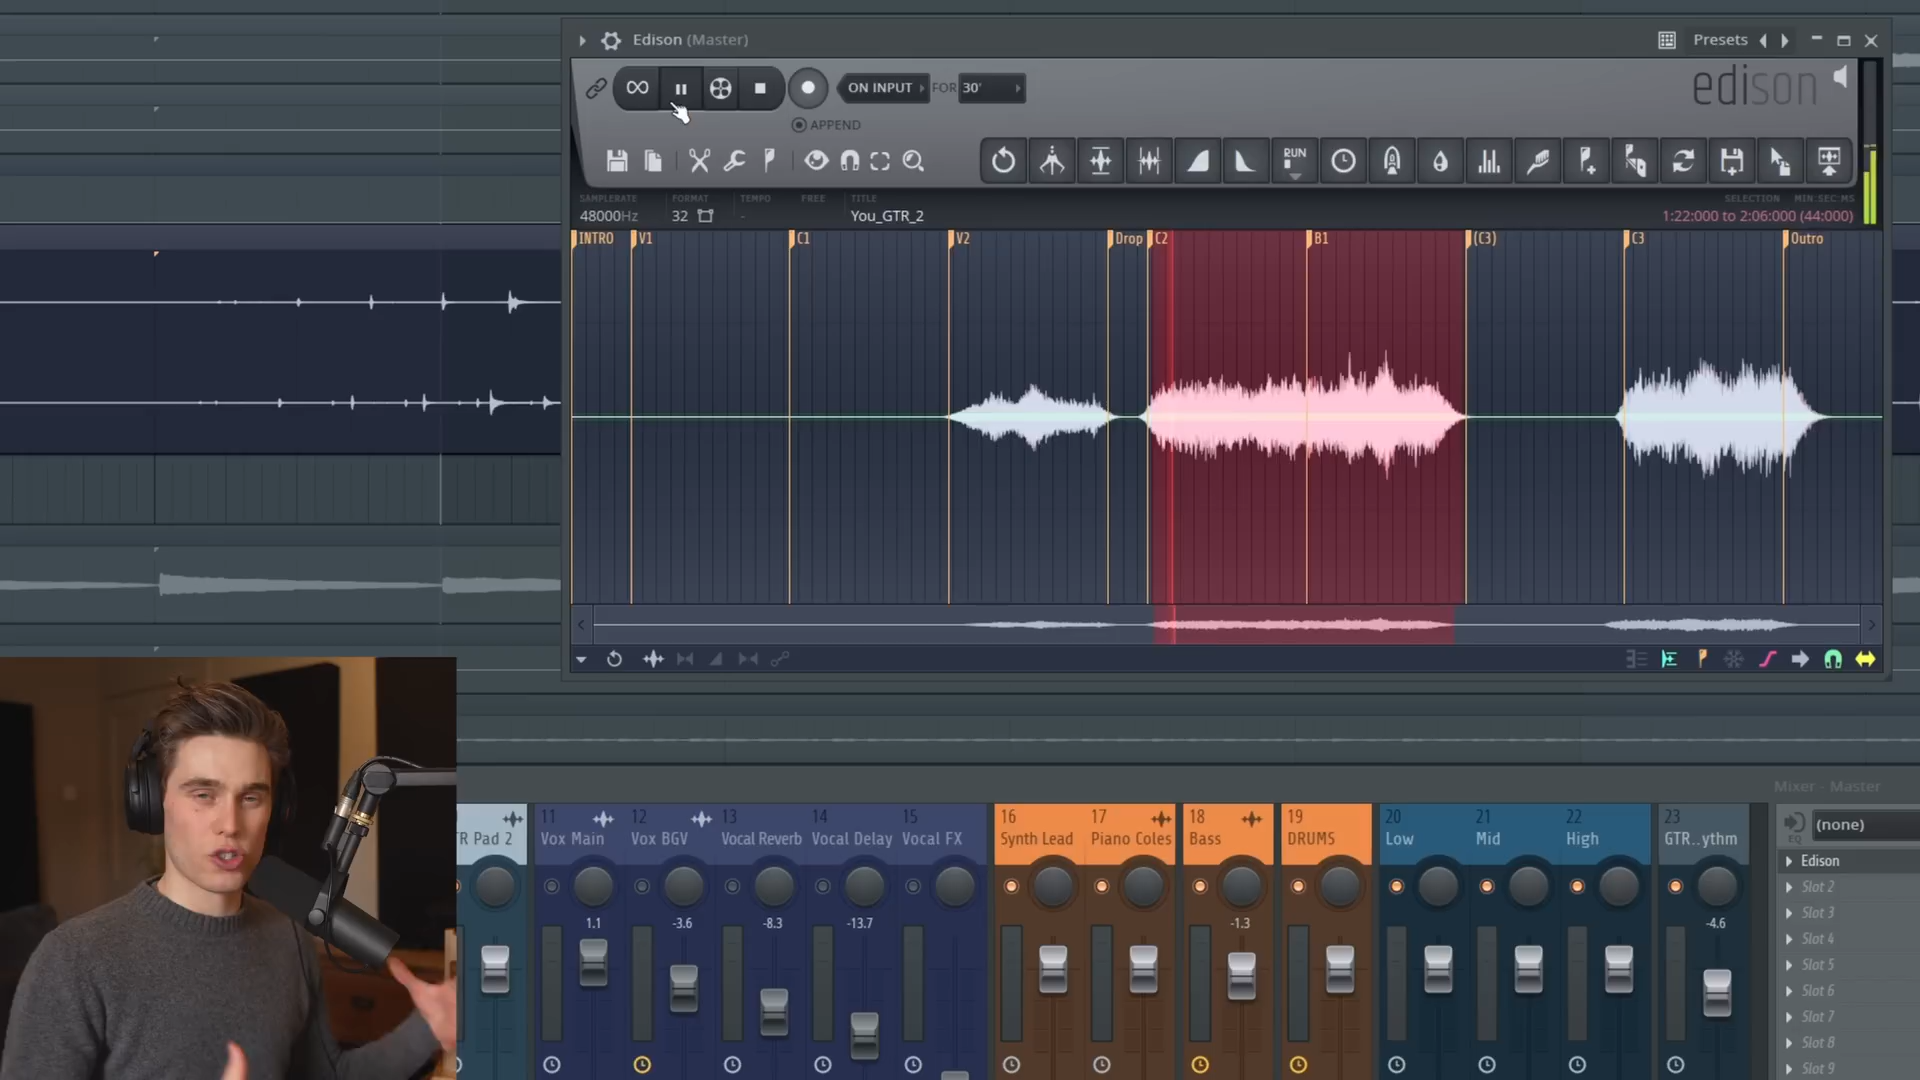 Edison (Master)
Presets
edison
ON INPUT
FOR
30'
APPEND
RUN
SAMPLERATE
FORMAT
TEMPO
FREE
TITLE
SELECTION
MIN:SEC:MS
48000Hz
32
-
You_GTR_2
1:22:000 to 2:06:000 (44:000)
INTRO
V1
C1
V2
Drop
C2
B1
(C3)
C3
Outro
Mixer - Master
11
12
13
14
15
16
17
18
19
20
21
22
23
TR Pad 2
Vox Main
Vox BGV
Vocal Reverb
Vocal Delay
Vocal FX
Synth Lead
Piano Coles
Bass
DRUMS
Low
Mid
High
GTR..ythm
(none)
EQ
Edison
Slot 2
Slot 3
Slot 4
Slot 5
Slot 6
Slot 7
Slot 8
Slot 9
1.1
-3.6
-8.3
-13.7
-1.3
-4.6